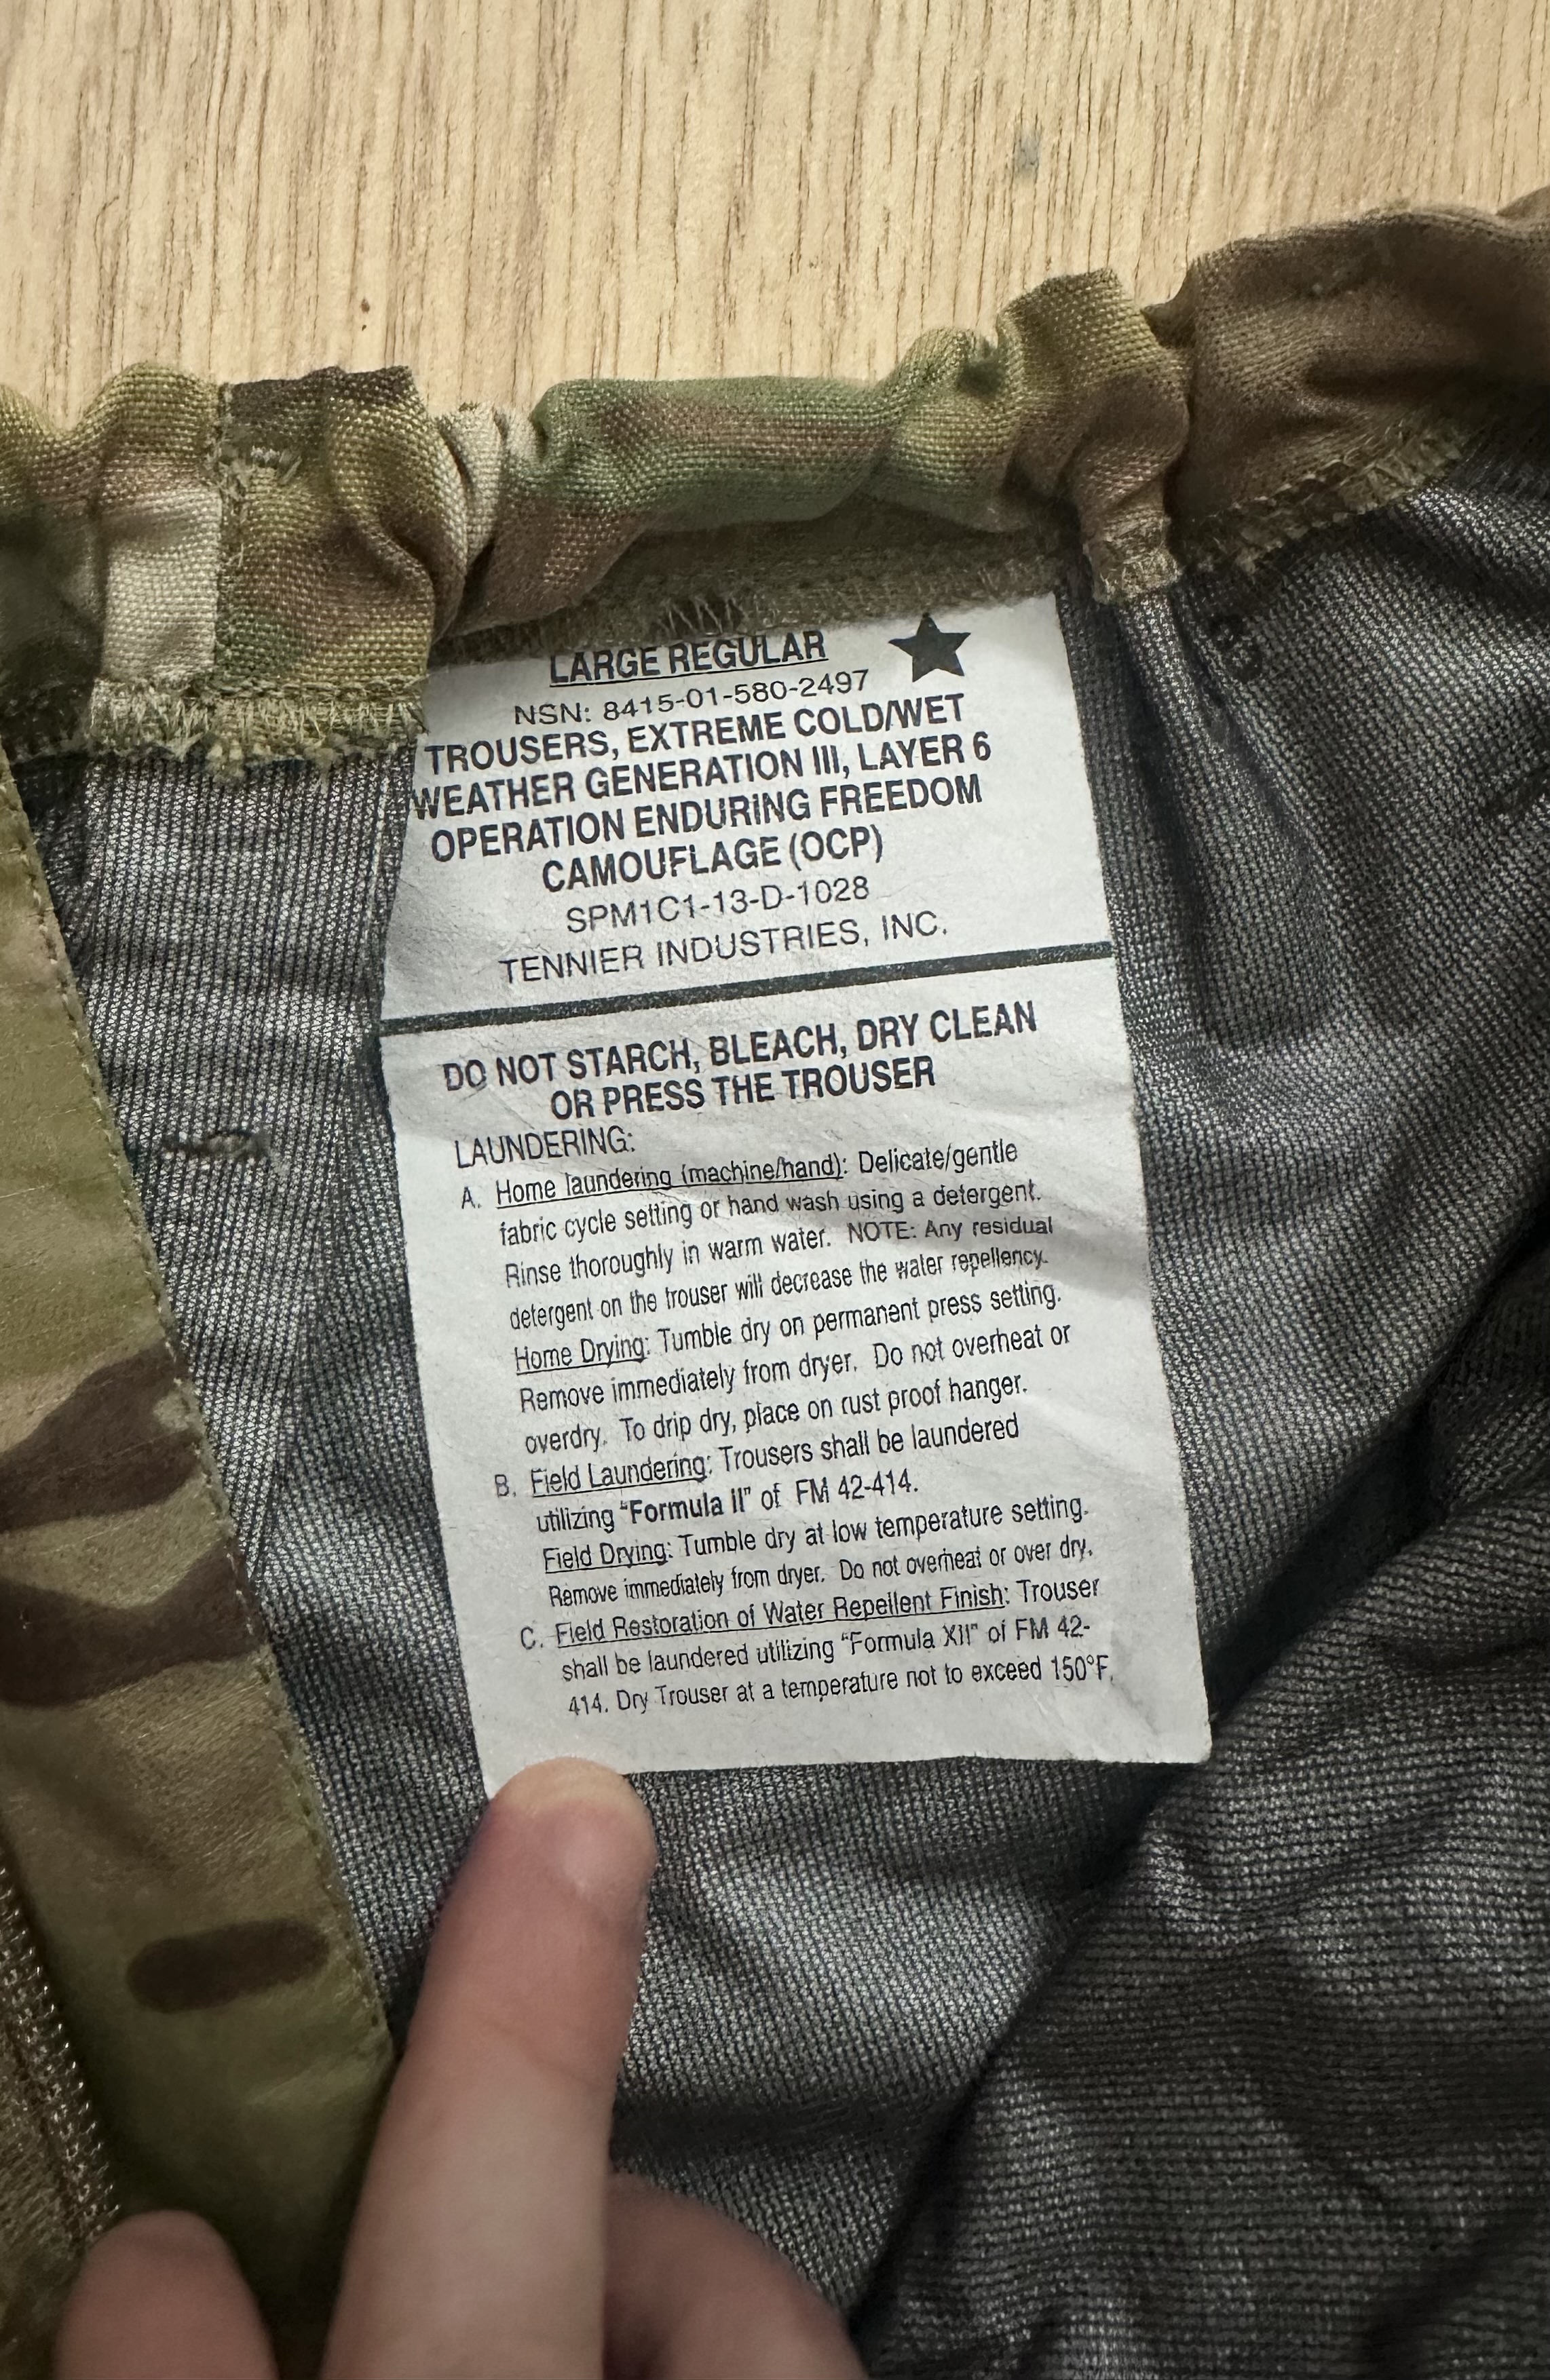 LARGE REGULAR
NSN: 8415-01-580-2497
TROUSERS, EXTREME COLD/WET
WEATHER GENERATION III, LAYER 6
OPERATION ENDURING FREEDOM
CAMOUFLAGE (OCP)
SPM1C1-13-D-1028
TENNIER INDUSTRIES, INC.
DO NOT STARCH, BLEACH, DRY CLEAN
OR PRESS THE TROUSER
LAUNDERING:
A. Home laundering (machine/hand): Delicate/gentle
fabric cycle setting or hand wash using a detergent.
Rinse thoroughly in warm water. NOTE: Any residual
detergent on the trouser will decrease the water repellency.
Home Drying: Tumble dry on permanent press setting.
Remove immediately from dryer. Do not overheat or
overdry. To drip dry, place on rust proof hanger.
B. Field Laundering: Trousers shall be laundered
utilizing "Formula II" of FM 42-414.
Field Drying: Tumble dry at low temperature setting.
Remove immediately from dryer. Do not overheat or over dry.
C. Field Restoration of Water Repellent Finish: Trouser
shall be laundered utilizing "Formula XII" of FM 42-
414. Dry Trouser at a temperature not to exceed 150°F.